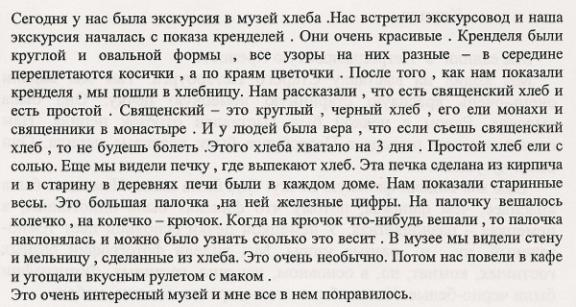 Сегодня у нас была экскурсия в музей хлеба .Нас встретил экскурсовод и наша
экскурсия началась с показа кренделей . Они очень красивые . Кренделя были
круглой и овальной формы , все узоры на них разные – в середине
переплетаются косички , а по краям цветочки . После того , как нам показали
кренделя , мы пошли в хлебницу. Нам рассказали , что есть священский хлеб и
есть простой . Священский – это круглый , черный хлеб , его ели монахи и
священники в монастыре . И у людей была вера , что если съешь священский
хлеб , то не будешь болеть .Этого хлеба хватало на 3 дня . Простой хлеб ели с
солью. Еще мы видели печку , где выпекают хлеб. Эта печка сделана из кирпича
и в старину в деревнях печи были в каждом доме. Нам показали старинные
весы. Это большая палочка ,на ней железные цифры. На палочку вешалось
колечко , на колечко – крючок. Когда на крючок что-нибудь вешали , то палочка
наклонялась и можно было узнать сколько это весит . В музее мы видели стену
и мельницу , сделанные из хлеба. Это очень необычно. Потом нас повели в кафе
и угощали вкусным рулетом с маком .
Это очень интересный музей и мне все в нем понравилось.